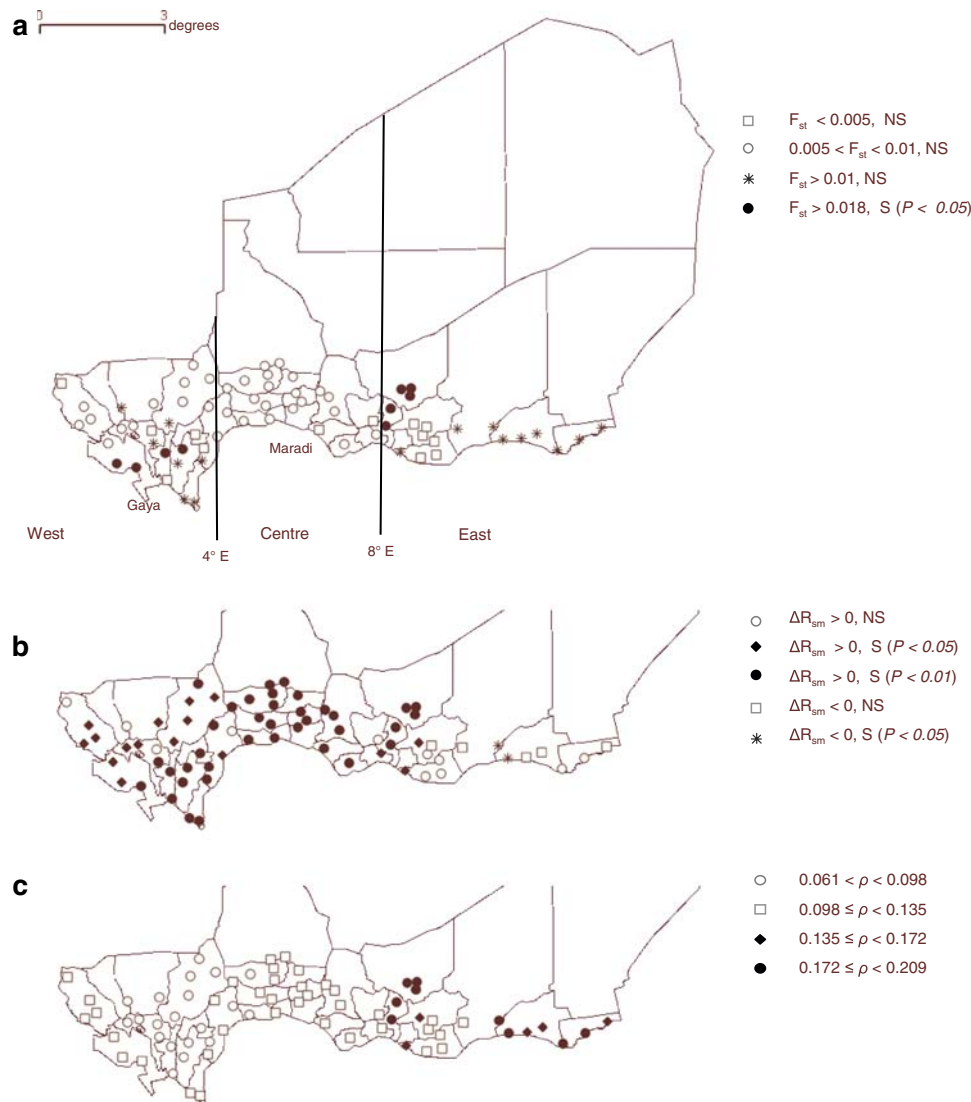 a
0 3
degrees
F_st < 0.005, NS
0.005 < F_st < 0.01, NS
F_st > 0.01, NS
F_st > 0.018, S (P < 0.05)
Maradi
Gaya
West Centre East
4° E 8° E
b
ΔR_sm > 0, NS
ΔR_sm > 0, S (P < 0.05)
ΔR_sm > 0, S (P < 0.01)
ΔR_sm < 0, NS
ΔR_sm < 0, S (P < 0.05)
c
0.061 < ρ < 0.098
0.098 ≤ ρ < 0.135
0.135 ≤ ρ < 0.172
0.172 ≤ ρ < 0.209